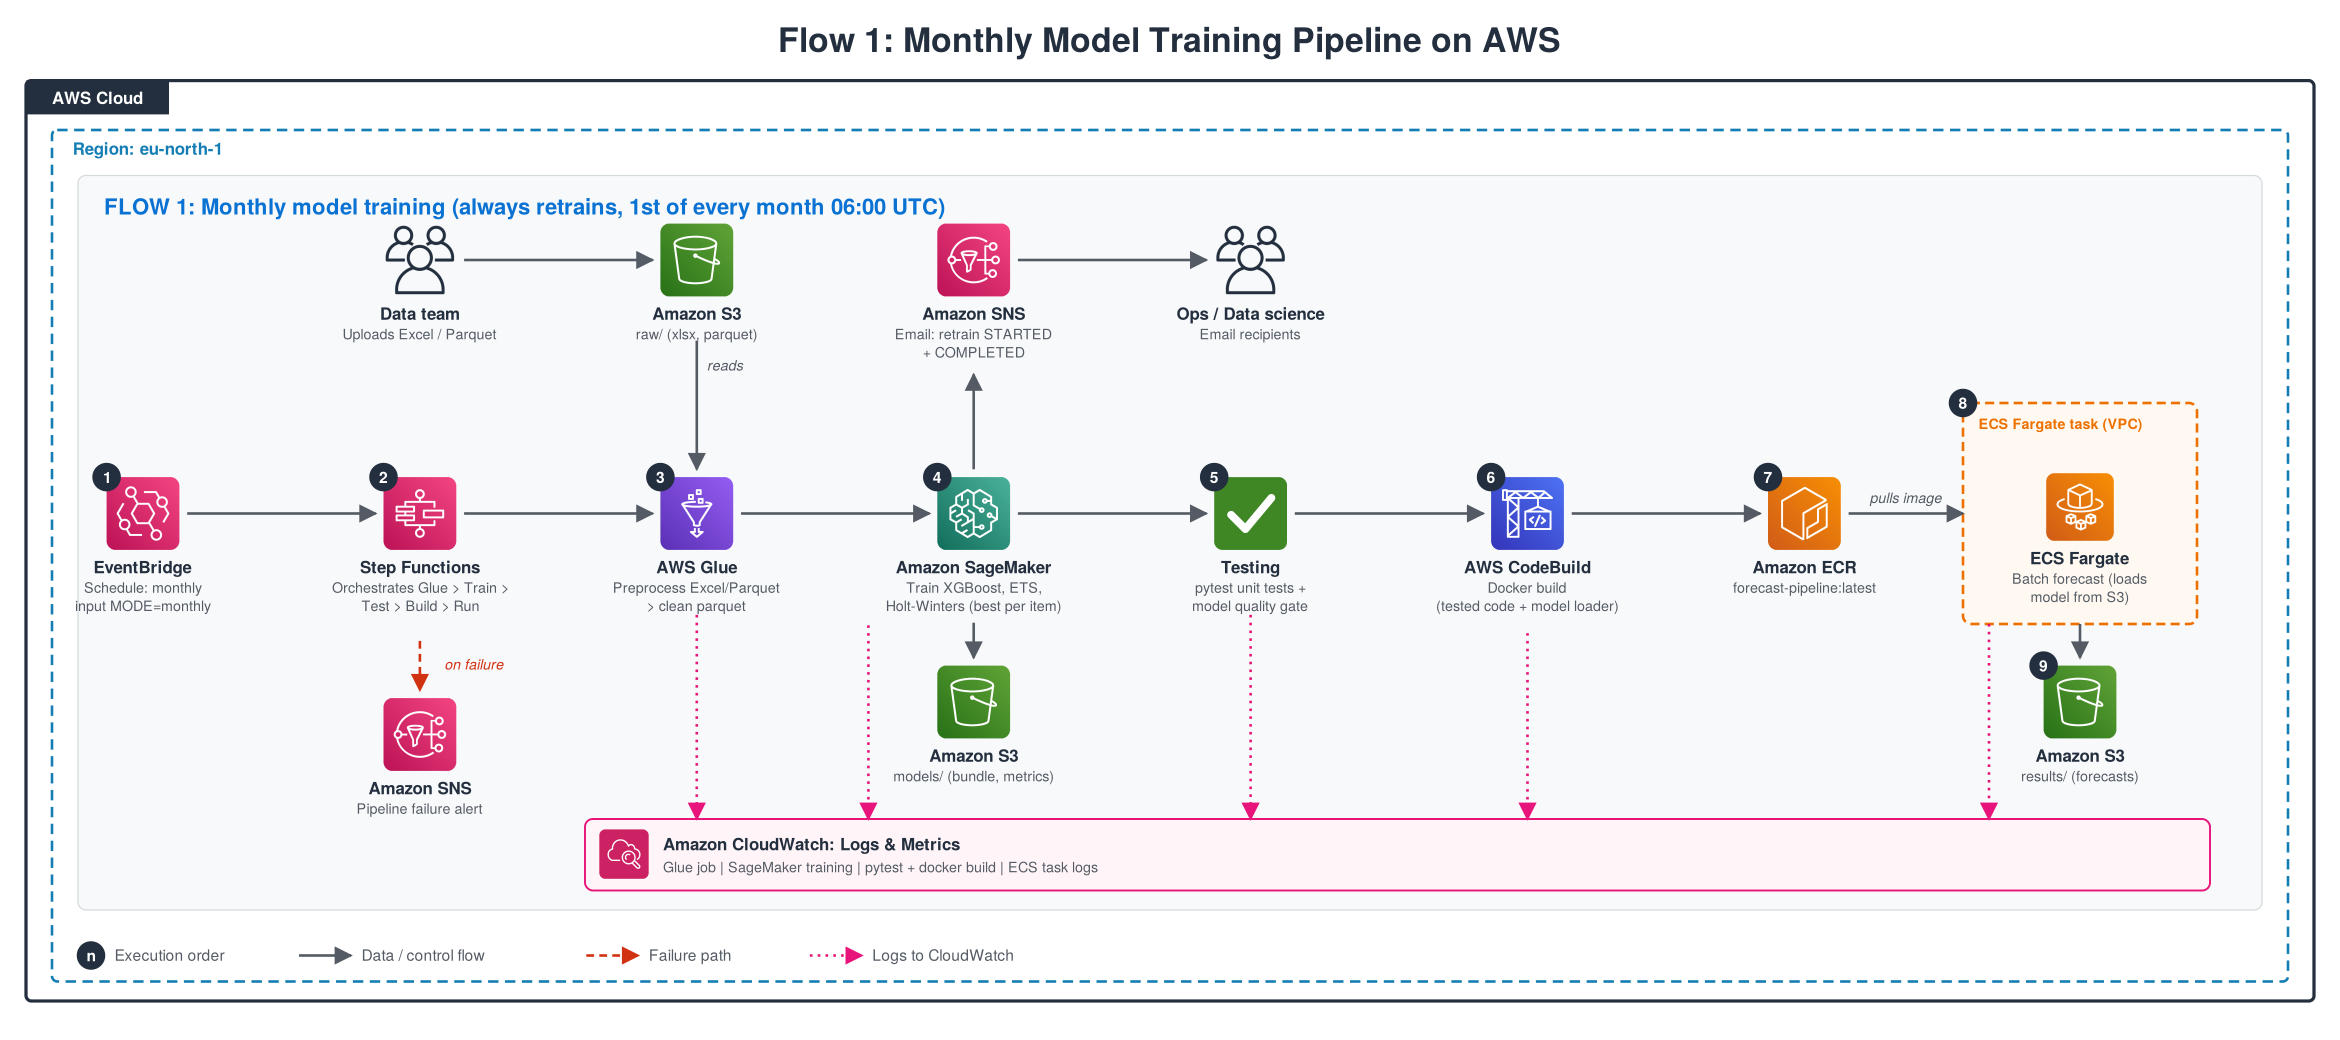 Flow 1: Monthly Model Training Pipeline on AWS
AWS Cloud
Region: eu-north-1
FLOW 1: Monthly model training (always retrains, 1st of every month 06:00 UTC)
Data team
Uploads Excel / Parquet
Amazon S3
raw/ (xlsx, parquet)
reads
Amazon SNS
Email: retrain STARTED
+ COMPLETED
Ops / Data science
Email recipients
1
EventBridge
Schedule: monthly
input MODE=monthly
2
Step Functions
Orchestrates Glue > Train >
Test > Build > Run
on failure
Amazon SNS
Pipeline failure alert
3
AWS Glue
Preprocess Excel/Parquet
> clean parquet
4
Amazon SageMaker
Train XGBoost, ETS,
Holt-Winters (best per item)
Amazon S3
models/ (bundle, metrics)
5
Testing
pytest unit tests +
model quality gate
6
AWS CodeBuild
Docker build
(tested code + model loader)
7
Amazon ECR
forecast-pipeline:latest
pulls image
8
ECS Fargate task (VPC)
ECS Fargate
Batch forecast (loads
model from S3)
9
Amazon S3
results/ (forecasts)
Amazon CloudWatch: Logs & Metrics
Glue job | SageMaker training | pytest + docker build | ECS task logs
n
Execution order
Data / control flow
Failure path
Logs to CloudWatch